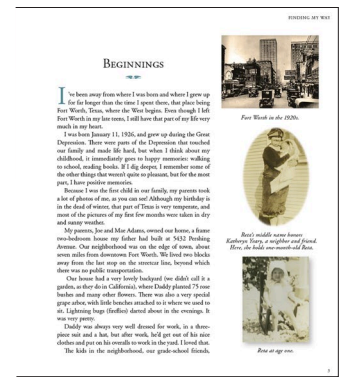 FINDING MY WAY
BEGINNINGS
I've been away from where I was born and where I grew up
for far longer than the time I spent there, that place being
Fort Worth, Texas, where the West begins. Even though I left
Fort Worth in my late teens, I still have that part of my life very
much in my heart.
I was born January 11, 1926, and grew up during the Great
Depression. There were parts of the Depression that touched
our family and made life hard, but when I think about my
childhood, it immediately goes to happy memories: walking
to school, reading books. If I dig deeper, I remember some of
the other things that weren't quite so pleasant, but for the most
part, I have positive memories.
Because I was the first child in our family, my parents took
a lot of photos of me, as you can see! Although my birthday is
in the dead of winter, that part of Texas is very temperate, and
most of the pictures of my first few months were taken in dry
and sunny weather.
My parents, Joe and Mae Adams, owned our home, a frame
two-bedroom house my father had built at 5432 Pershing
Avenue. Our neighborhood was on the edge of town, about
seven miles from downtown Fort Worth. We lived two blocks
away from the last stop on the streetcar line, beyond which
there was no public transportation.
Our house had a very lovely backyard (we didn't call it a
garden, as they do in California), where Daddy planted 75 rose
bushes and many other flowers. There was also a very special
grape arbor, with little benches attached to it where we used to
sit. Lightning bugs (fireflies) darted about in the evenings. It
was very pretty.
Daddy was always very well dressed for work, in a three-
piece suit and a hat, but after work, he'd get out of his nice
clothes and put on his overalls to work in the yard. I loved that.
The kids in the neighborhood, our grade-school friends,
Fort Worth in the 1920s.
Reta's middle name honors
Katheryn Yeary, a neighbor and friend.
Here, she holds one-month-old Reta.
Reta at age one.